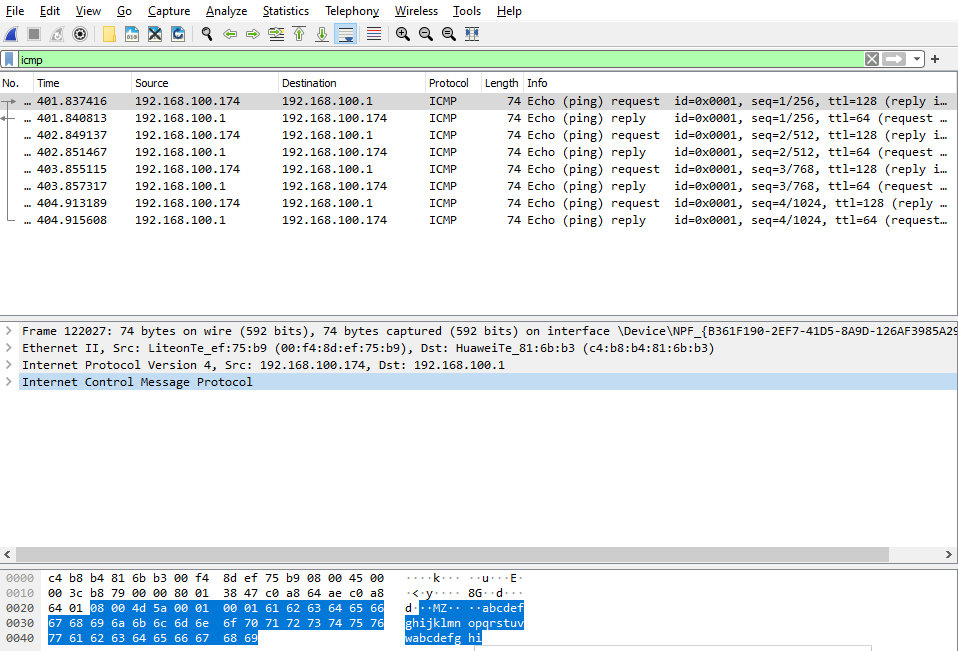 File Edit View Go Capture Analyze Statistics Telephony Wireless Tools Help
icmp
No. Time Source Destination Protocol Length Info
… 401.837416 192.168.100.174 192.168.100.1 ICMP 74 Echo (ping) request id=0x0001, seq=1/256, ttl=128 (reply i…
… 401.840813 192.168.100.1 192.168.100.174 ICMP 74 Echo (ping) reply id=0x0001, seq=1/256, ttl=64 (request …
… 402.849137 192.168.100.174 192.168.100.1 ICMP 74 Echo (ping) request id=0x0001, seq=2/512, ttl=128 (reply i…
… 402.851467 192.168.100.1 192.168.100.174 ICMP 74 Echo (ping) reply id=0x0001, seq=2/512, ttl=64 (request …
… 403.855115 192.168.100.174 192.168.100.1 ICMP 74 Echo (ping) request id=0x0001, seq=3/768, ttl=128 (reply i…
… 403.857317 192.168.100.1 192.168.100.174 ICMP 74 Echo (ping) reply id=0x0001, seq=3/768, ttl=64 (request …
… 404.913189 192.168.100.174 192.168.100.1 ICMP 74 Echo (ping) request id=0x0001, seq=4/1024, ttl=128 (reply …
… 404.915608 192.168.100.1 192.168.100.174 ICMP 74 Echo (ping) reply id=0x0001, seq=4/1024, ttl=64 (request…
Frame 122027: 74 bytes on wire (592 bits), 74 bytes captured (592 bits) on interface \Device\NPF_{B361F190-2EF7-41D5-8A9D-126AF3985A29
Ethernet II, Src: LiteonTe_ef:75:b9 (00:f4:8d:ef:75:b9), Dst: HuaweiTe_81:6b:b3 (c4:b8:b4:81:6b:b3)
Internet Protocol Version 4, Src: 192.168.100.174, Dst: 192.168.100.1
Internet Control Message Protocol
0000 c4 b8 b4 81 6b b3 00 f4 8d ef 75 b9 08 00 45 00 ····k··· ··u···E·
0010 00 3c b8 79 00 00 80 01 38 47 c0 a8 64 ae c0 a8 ·<·y···· 8G··d···
0020 64 01 08 00 4d 5a 00 01 00 01 61 62 63 64 65 66 d···MZ·· ··abcdef
0030 67 68 69 6a 6b 6c 6d 6e 6f 70 71 72 73 74 75 76 ghijklmn opqrstuv
0040 77 61 62 63 64 65 66 67 68 69 wabcdefg hi